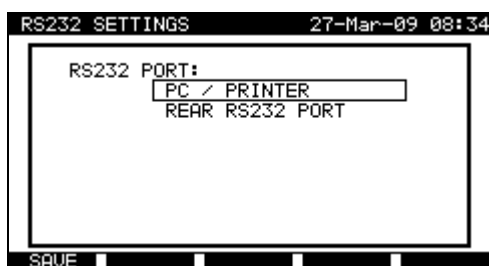 RS232 SETTINGS 27-Mar-09 08:34
RS232 PORT:
PC / PRINTER
REAR RS232 PORT
SAVE